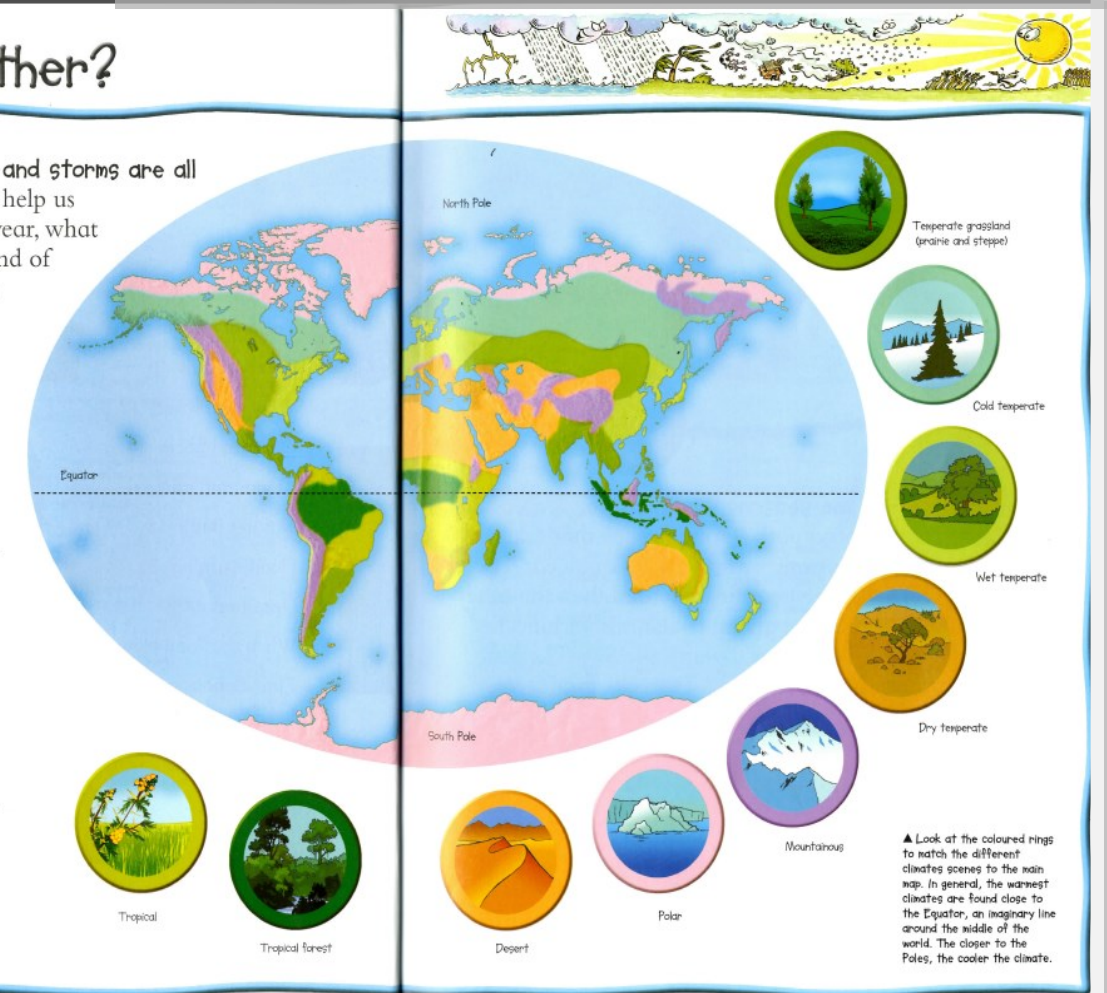 ther?
and storms are all
help us
year, what
nd of
North Pole
Equator
South Pole
Temperate grassland
(prairie and steppe)
Cold temperate
Wet temperate
Dry temperate
Mountainous
Polar
Desert
Tropical forest
Tropical
▲ Look at the coloured rings
to match the different
climates scenes to the main
map. In general, the warmest
climates are found close to
the Equator, an imaginary line
around the middle of the
world. The closer to the
Poles, the cooler the climate.